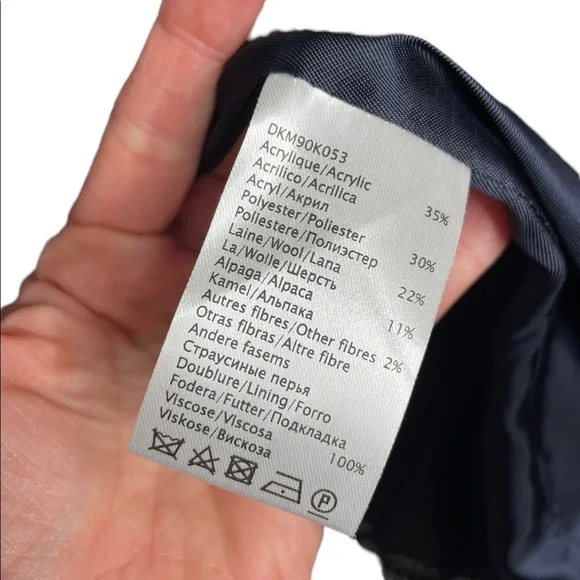 DKM90K053
Acrylique/Acrylic
Acrilico/Acrilica 35%
Acryl/Акрил
Polyester/Poliester
Poliestere/Полиэстер 30%
Laine/Wool/Lana
La/Wolle/Шерсть 22%
Alpaga/Alpaca
Kamel/Альпака 11%
Autres fibres/Other fibres 2%
Otras fibras/Altre fibre
Andere fasems
Страусиные перья
Doublure/Lining/Forro
Fodera/Futter/Подкладка
Viscose/Viscosa 100%
Viskose/Вискоза
P